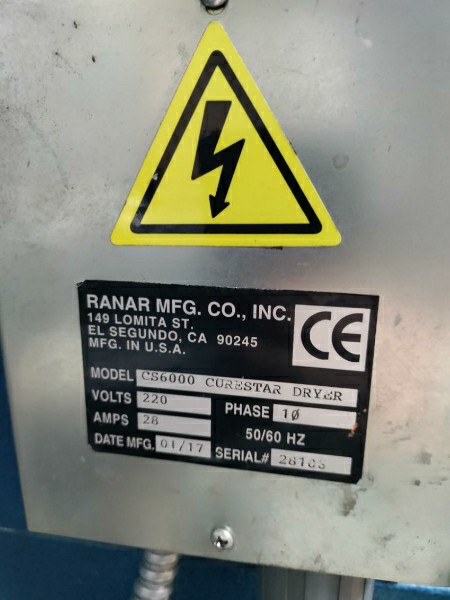 RANAR MFG. CO., INC.
149 LOMITA ST.
EL SEGUNDO, CA 90245
MFG. IN U.S.A.
CE
MODEL CS6000 CURESTAR DRYER
VOLTS 220 PHASE 1Ø
AMPS 28 50/60 HZ
DATE MFG. 01/17 SERIAL#